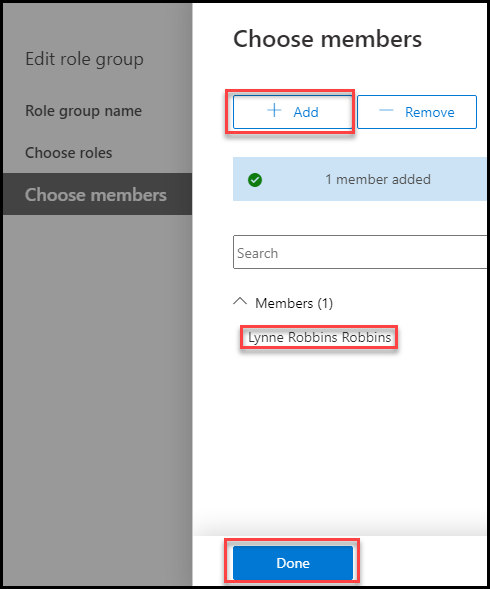 Edit role group
Role group name
Choose roles
Choose members
Choose members
+ Add
— Remove
1 member added
Search
Members (1)
Lynne Robbins Robbins
Done